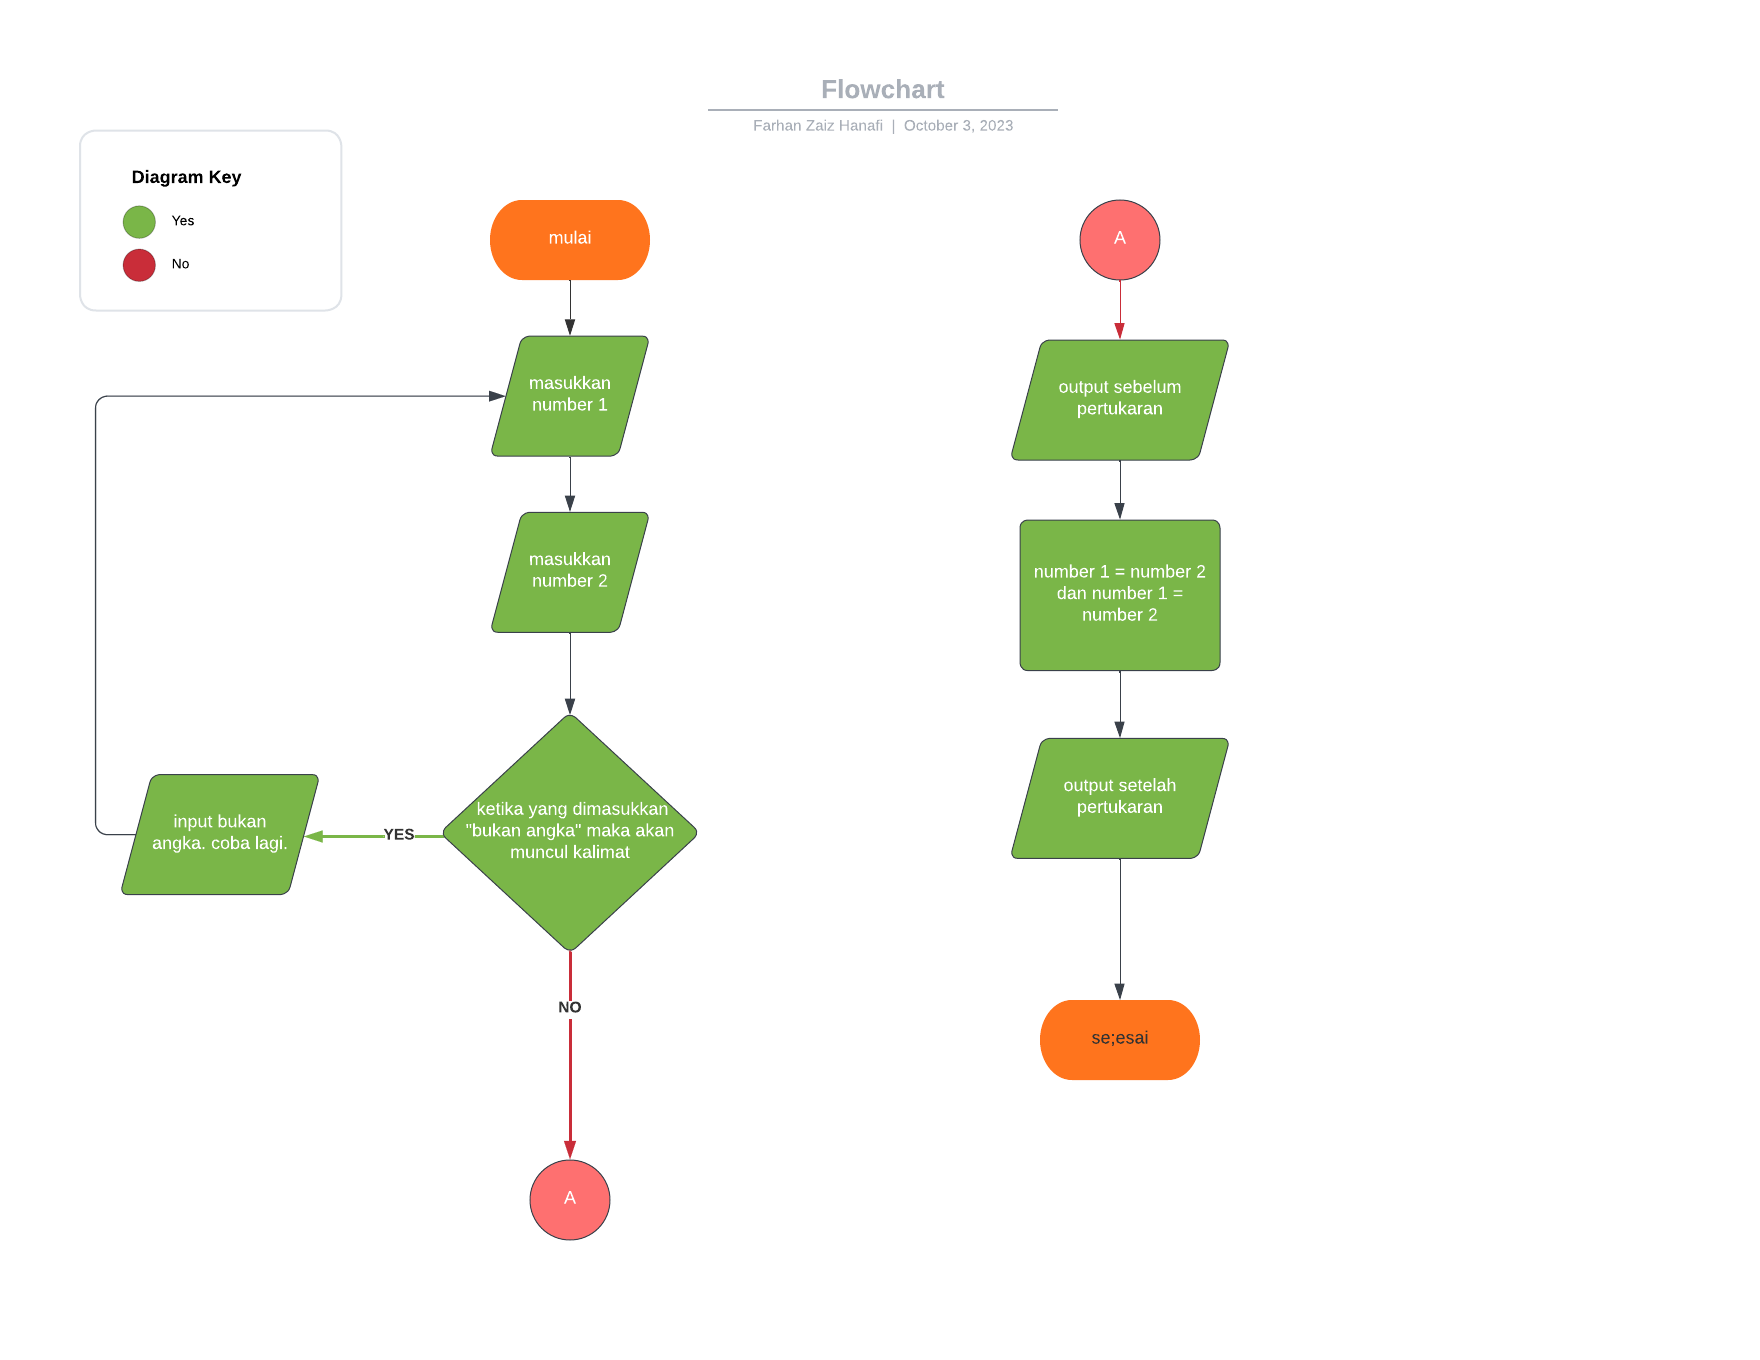 Flowchart
Farhan Zaiz Hanafi | October 3, 2023
Diagram Key
Yes
No
mulai
masukkan
number 1
masukkan
number 2
ketika yang dimasukkan
"bukan angka" maka akan
muncul kalimat
YES
input bukan
angka. coba lagi.
NO
A
A
output sebelum
pertukaran
number 1 = number 2
dan number 1 =
number 2
output setelah
pertukaran
se;esai